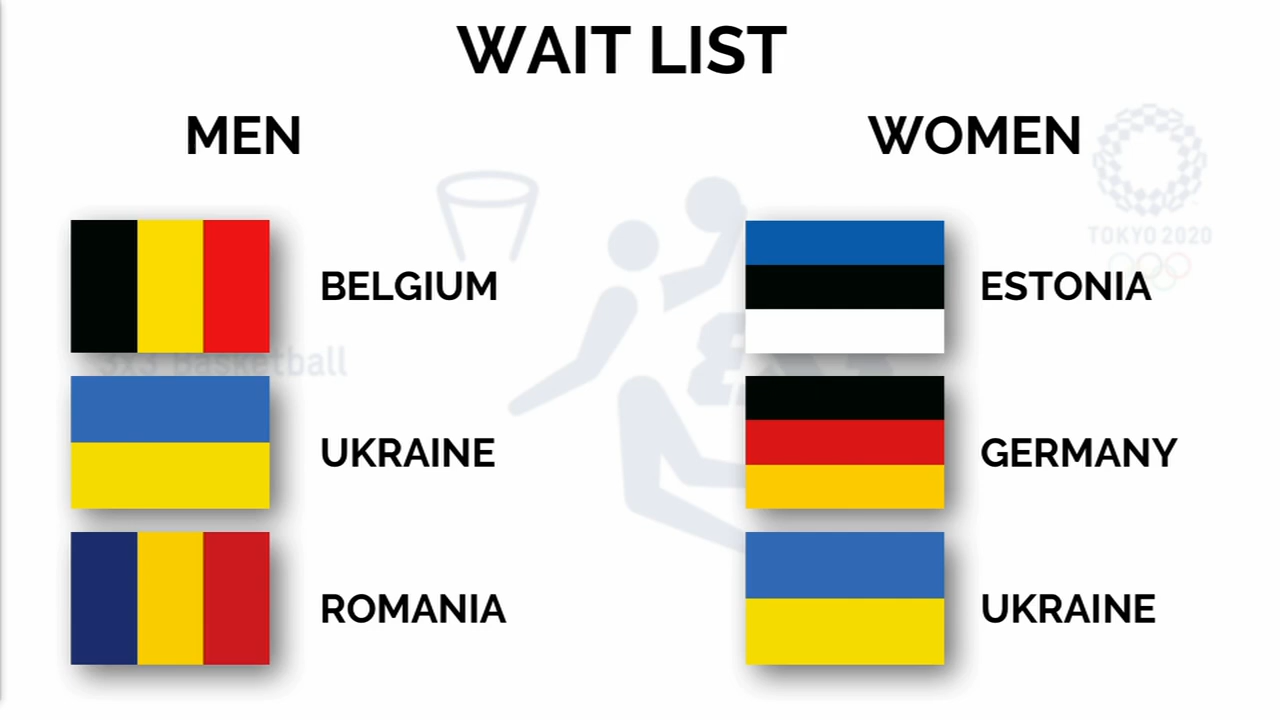 WAIT LIST
MEN
WOMEN
TOKYO 2020
BELGIUM
ESTONIA
3x3 Basketball
UKRAINE
GERMANY
ROMANIA
UKRAINE